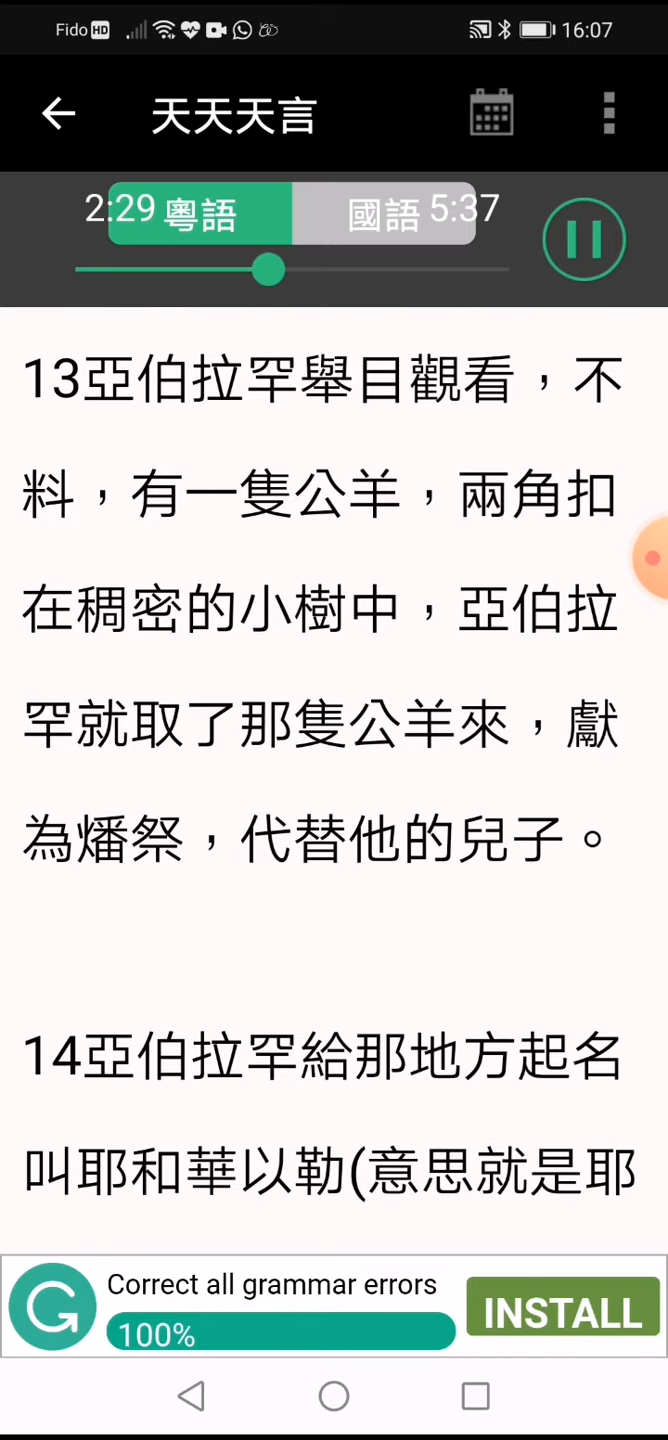 Fido HD 16:07
天天天言
2:29 粵語 國語 5:37
13亞伯拉罕舉目觀看，不
料，有一隻公羊，兩角扣
在稠密的小樹中，亞伯拉
罕就取了那隻公羊來，獻
為燔祭，代替他的兒子。
14亞伯拉罕給那地方起名
叫耶和華以勒(意思就是耶
Correct all grammar errors
100%
INSTALL